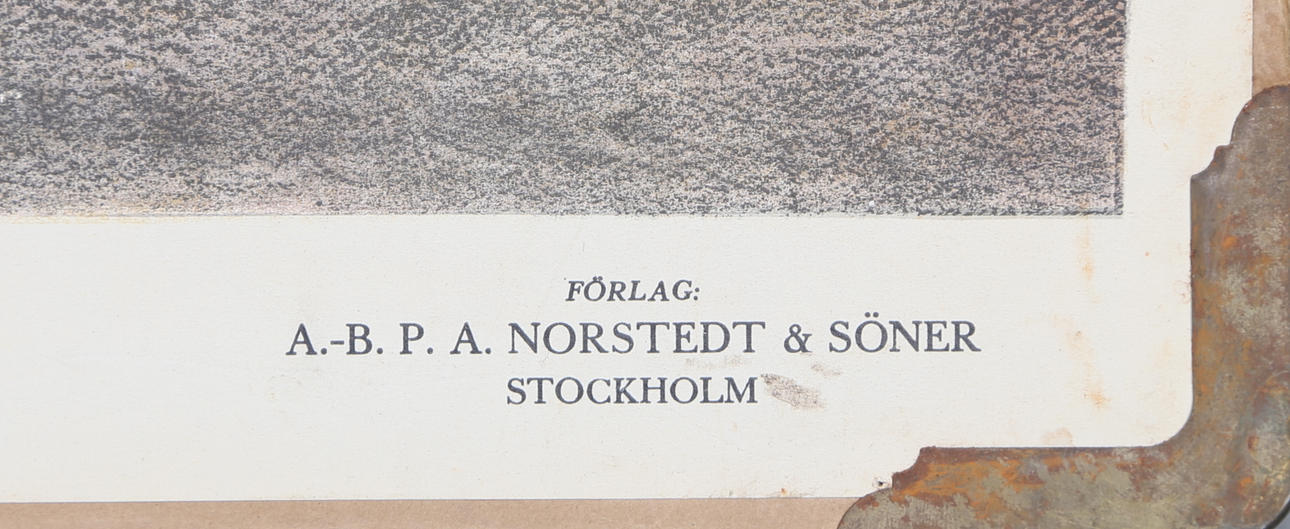 FÖRLAG:
A.-B. P. A. NORSTEDT & SÖNER
STOCKHOLM